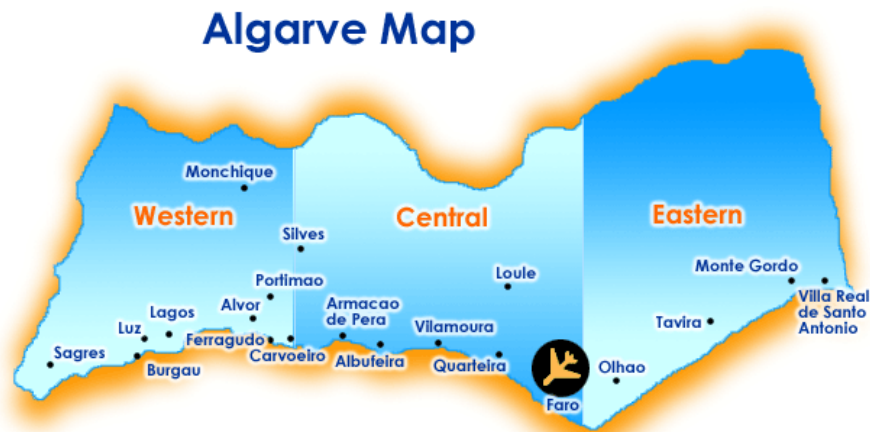 Algarve Map
Monchique
Western
Central
Eastern
Silves
Loule
Monte Gordo
Portimao
Villa Real
de Santo
Antonio
Alvor
Armacao
de Pera
Lagos
Luz
Vilamoura
Tavira
Ferragudo
Carvoeiro
Sagres
Burgau
Albufeira
Quarteira
Olhao
Faro